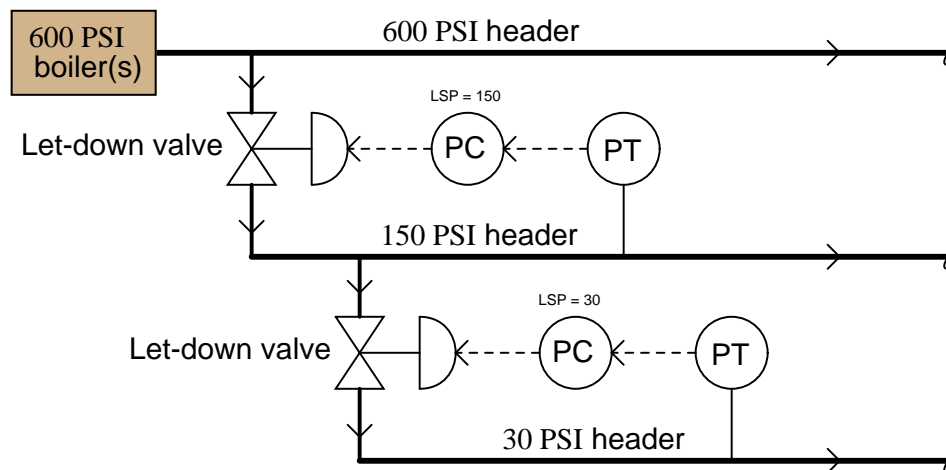 600 PSI
boiler(s)
600 PSI header
LSP = 150
Let-down valve
PC
PT
150 PSI header
LSP = 30
Let-down valve
PC
PT
30 PSI header